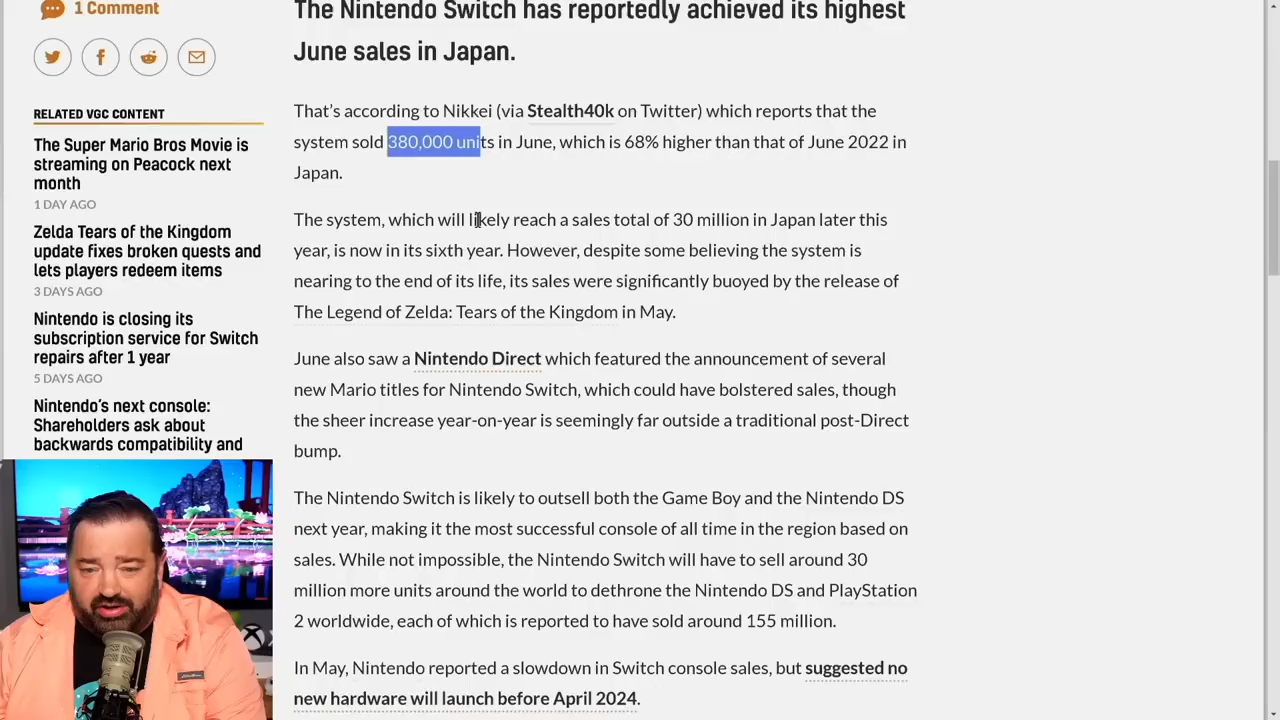 1 Comment
RELATED VGC CONTENT
The Super Mario Bros Movie is
streaming on Peacock next
month
1 DAY AGO
Zelda Tears of the Kingdom
update fixes broken quests and
lets players redeem items
3 DAYS AGO
Nintendo is closing its
subscription service for Switch
repairs after 1 year
5 DAYS AGO
Nintendo's next console:
Shareholders ask about
backwards compatibility and
The Nintendo Switch has reportedly achieved its highest
June sales in Japan.
That's according to Nikkei (via Stealth40k on Twitter) which reports that the
system sold 380,000 units in June, which is 68% higher than that of June 2022 in
Japan.
The system, which will likely reach a sales total of 30 million in Japan later this
year, is now in its sixth year. However, despite some believing the system is
nearing to the end of its life, its sales were significantly buoyed by the release of
The Legend of Zelda: Tears of the Kingdom in May.
June also saw a Nintendo Direct which featured the announcement of several
new Mario titles for Nintendo Switch, which could have bolstered sales, though
the sheer increase year-on-year is seemingly far outside a traditional post-Direct
bump.
The Nintendo Switch is likely to outsell both the Game Boy and the Nintendo DS
next year, making it the most successful console of all time in the region based on
sales. While not impossible, the Nintendo Switch will have to sell around 30
million more units around the world to dethrone the Nintendo DS and PlayStation
2 worldwide, each of which is reported to have sold around 155 million.
In May, Nintendo reported a slowdown in Switch console sales, but suggested no
new hardware will launch before April 2024.